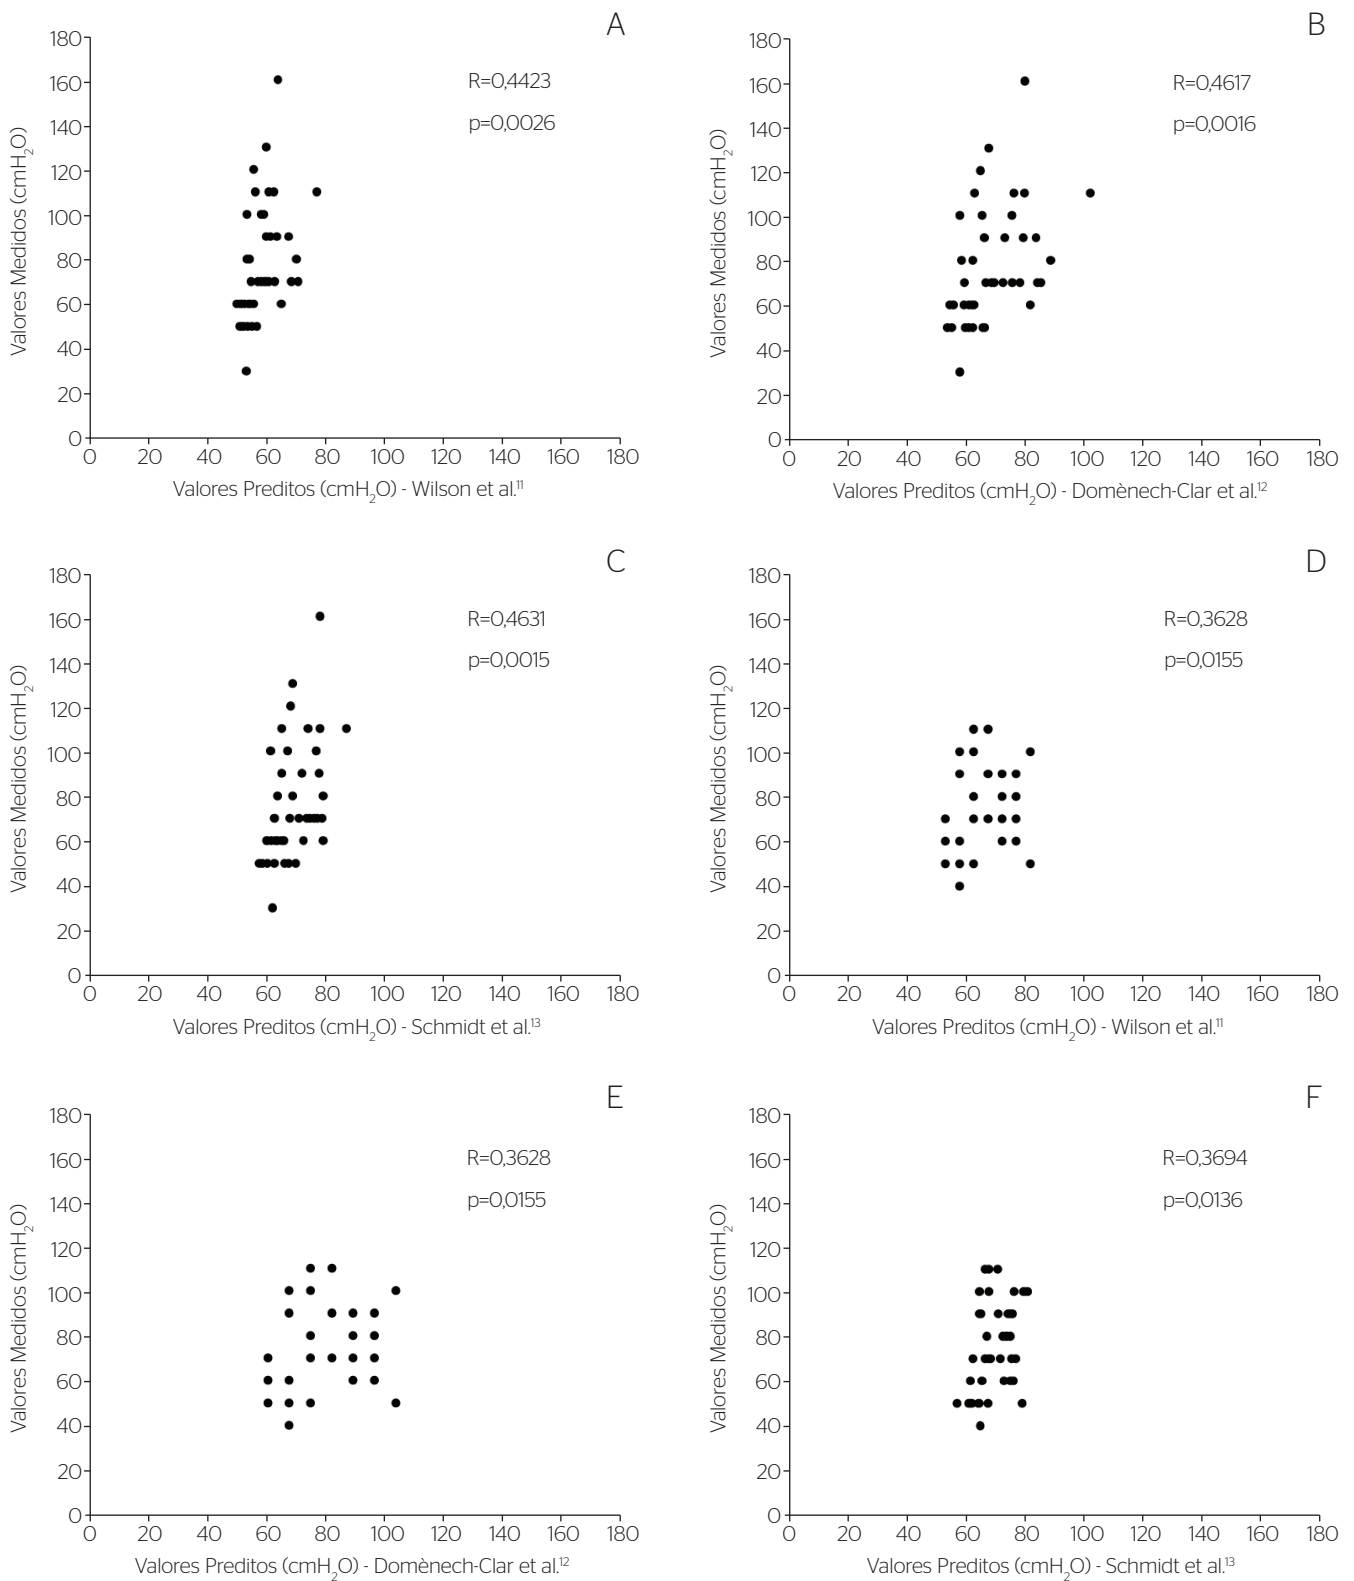 A
180
160
140
120
100
80
60
40
20
0
Valores Medidos (cmH2O)
R=0,4423
p=0,0026
0 20 40 60 80 100 120 140 160 180
Valores Preditos (cmH2O) - Wilson et al.11
B
180
160
140
120
100
80
60
40
20
0
Valores Medidos (cmH2O)
R=0,4617
p=0,0016
0 20 40 60 80 100 120 140 160 180
Valores Preditos (cmH2O) - Domènech-Clar et al.12
C
180
160
140
120
100
80
60
40
20
0
Valores Medidos (cmH2O)
R=0,4631
p=0,0015
0 20 40 60 80 100 120 140 160 180
Valores Preditos (cmH2O) - Schmidt et al.13
D
180
160
140
120
100
80
60
40
20
0
Valores Medidos (cmH2O)
R=0,3628
p=0,0155
0 20 40 60 80 100 120 140 160 180
Valores Preditos (cmH2O) - Wilson et al.11
E
180
160
140
120
100
80
60
40
20
0
Valores Medidos (cmH2O)
R=0,3628
p=0,0155
0 20 40 60 80 100 120 140 160 180
Valores Preditos (cmH2O) - Domènech-Clar et al.12
F
180
160
140
120
100
80
60
40
20
0
Valores Medidos (cmH2O)
R=0,3694
p=0,0136
0 20 40 60 80 100 120 140 160 180
Valores Preditos (cmH2O) - Schmidt et al.13